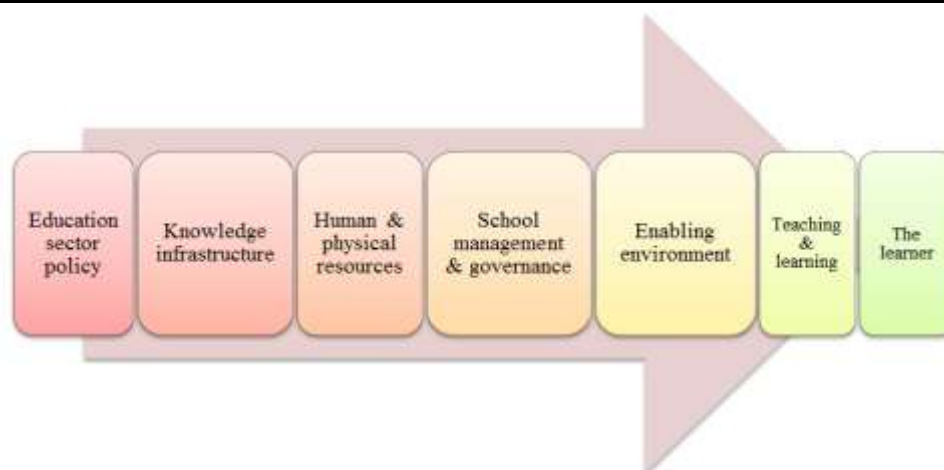 Education
sector
policy
Knowledge
infrastructure
Human &
physical
resources
School
management
& governance
Enabling
environment
Teaching
&
learning
The
learner